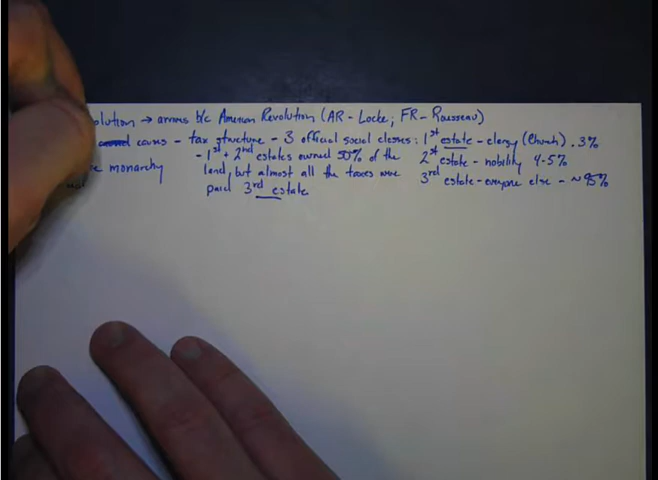 olution → arrives b/c American Revolution (AR - Locke; FR - Rousseau)
causes - tax structure - 3 official social classes: 1st estate - clergy (Church) .3%
- 1st + 2nd estates owned 50% of the 2st estate - nobility 4-5%
e monarchy land, but almost all the taxes were 3rd estate - everyone else - ~95%
paid 3rd estate